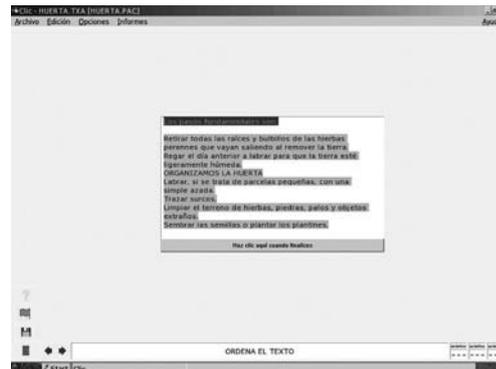 Clic - HUERTA.TXA [HUERTA.PAC]
Archivo Edición Opciones Informes
Los pasos fundamentales son:
Retirar todas las raíces y bulbillos de las hierbas
perennes que vayan saliendo al remover la tierra.
Regar el día anterior a labrar para que la tierra esté
ligeramente húmeda.
ORGANIZAMOS LA HUERTA
Labrar, si se trata de parcelas pequeñas, con una
simple azada.
Trazar surcos.
Limpiar el terreno de hierbas, piedras, palos y objetos
extraños.
Sembrar las semillas o plantar los plantines.
Haz clic aquí cuando finalices
ORDENA EL TEXTO
Start Clic